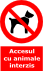 Accesul
cu animale
interzis